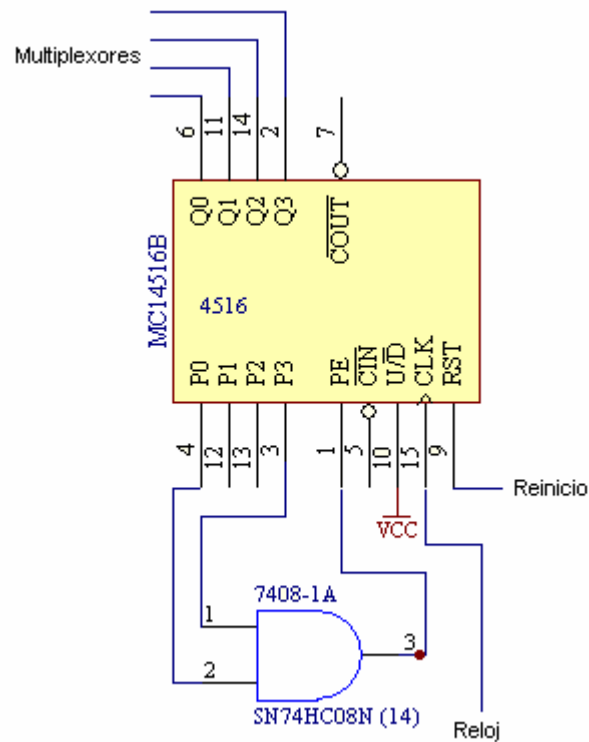 Multiplexores
6
11
14
2
7
Q0
Q1
Q2
Q3
COUT
MC14516B
4516
P0
P1
P2
P3
PE
CIN
U/D
CLK
RST
4
12
13
3
1
5
10
15
9
Reinicio
VCC
7408-1A
1
2
3
SN74HC08N (14)
Reloj